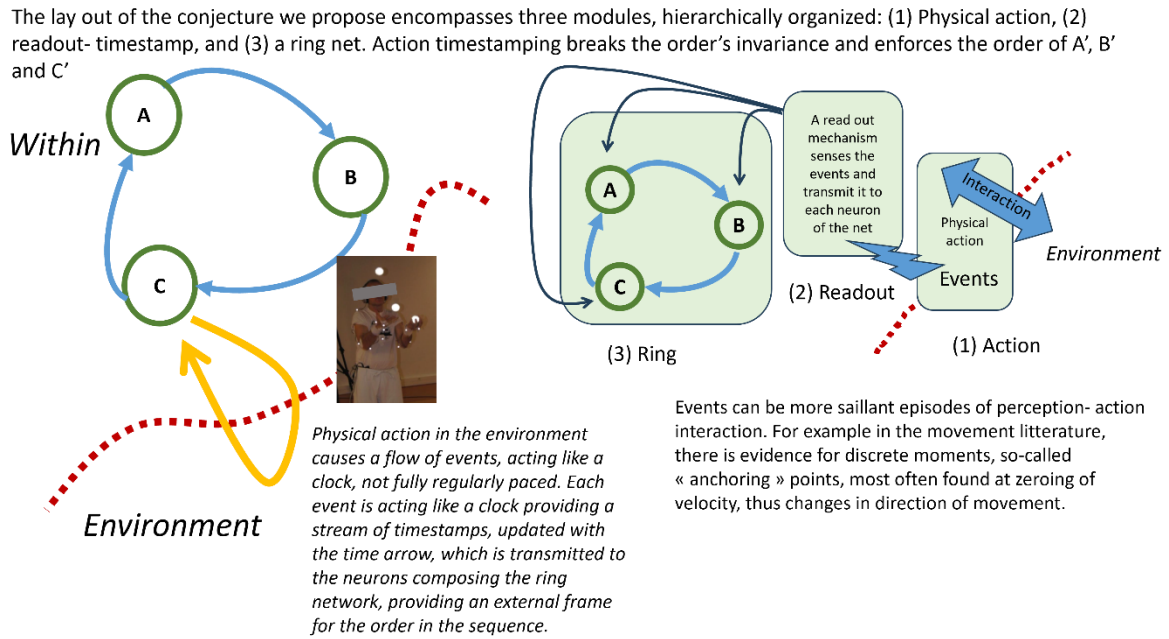 The lay out of the conjecture we propose encompasses three modules, hierarchically organized: (1) Physical action, (2)
readout- timestamp, and (3) a ring net. Action timestamping breaks the order’s invariance and enforces the order of A’, B’
and C’
Within
A
B
C
Environment
Physical action in the environment
causes a flow of events, acting like a
clock, not fully regularly paced. Each
event is acting like a clock providing a
stream of timestamps, updated with
the time arrow, which is transmitted to
the neurons composing the ring
network, providing an external frame
for the order in the sequence.
A
B
C
(3) Ring
A read out
mechanism
senses the
events and
transmit it to
each neuron
of the net
(2) Readout
Interaction
Physical
action
Events
Environment
(1) Action
Events can be more saillant episodes of perception- action
interaction. For example in the movement litterature,
there is evidence for discrete moments, so-called
« anchoring » points, most often found at zeroing of
velocity, thus changes in direction of movement.